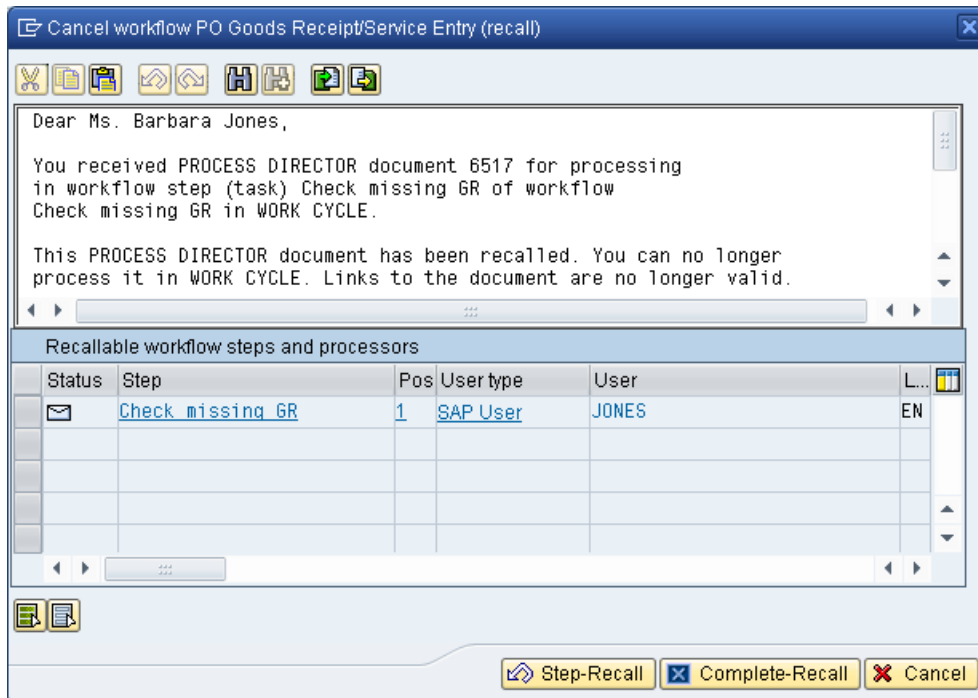 Cancel workflow PO Goods Receipt/Service Entry (recall)
Dear Ms. Barbara Jones,
You received PROCESS DIRECTOR document 6517 for processing
in workflow step (task) Check missing GR of workflow
Check missing GR in WORK CYCLE.
This PROCESS DIRECTOR document has been recalled. You can no longer
process it in WORK CYCLE. Links to the document are no longer valid.
Recallable workflow steps and processors
Status Step Pos User type User L...
Check missing GR 1 SAP User JONES EN
Step-Recall Complete-Recall Cancel